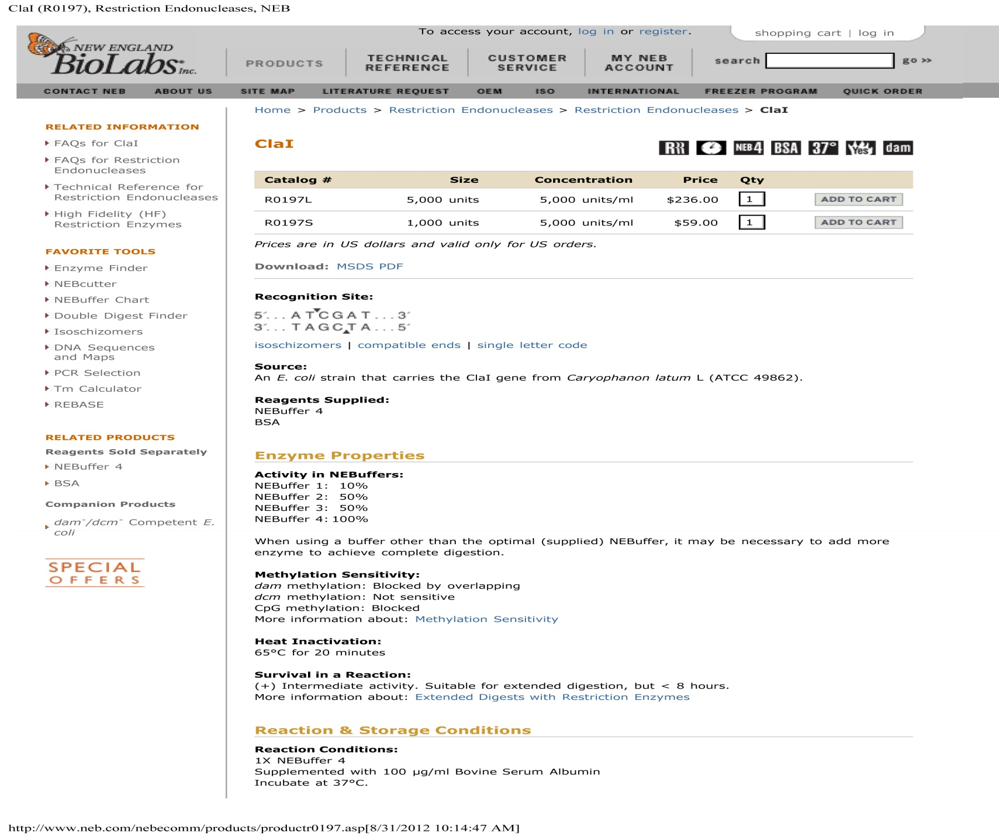 ClaI (R0197), Restriction Endonucleases, NEB
To access your account, log in or register.
shopping cart | log in
NEW ENGLAND
BioLabs Inc.
PRODUCTS
TECHNICAL
REFERENCE
CUSTOMER
SERVICE
MY NEB
ACCOUNT
search
go >>
CONTACT NEB ABOUT US SITE MAP LITERATURE REQUEST OEM ISO INTERNATIONAL FREEZER PROGRAM QUICK ORDER
Home > Products > Restriction Endonucleases > Restriction Endonucleases > ClaI
RELATED INFORMATION
FAQs for ClaI
FAQs for Restriction
Endonucleases
Technical Reference for
Restriction Endonucleases
High Fidelity (HF)
Restriction Enzymes
FAVORITE TOOLS
Enzyme Finder
NEBcutter
NEBuffer Chart
Double Digest Finder
Isoschizomers
DNA Sequences
and Maps
PCR Selection
Tm Calculator
REBASE
RELATED PRODUCTS
Reagents Sold Separately
NEBuffer 4
BSA
Companion Products
dam⁻/dcm⁻ Competent E.
coli
SPECIAL
OFFERS
ClaI
RR NEB4 BSA 37° Yes dam
Catalog # Size Concentration Price Qty
R0197L 5,000 units 5,000 units/ml $236.00 1 ADD TO CART
R0197S 1,000 units 5,000 units/ml $59.00 1 ADD TO CART
Prices are in US dollars and valid only for US orders.
Download: MSDS PDF
Recognition Site:
5´... A T C G A T ... 3´
3´... T A G C T A ... 5´
isoschizomers | compatible ends | single letter code
Source:
An E. coli strain that carries the ClaI gene from Caryophanon latum L (ATCC 49862).
Reagents Supplied:
NEBuffer 4
BSA
Enzyme Properties
Activity in NEBuffers:
NEBuffer 1: 10%
NEBuffer 2: 50%
NEBuffer 3: 50%
NEBuffer 4: 100%
When using a buffer other than the optimal (supplied) NEBuffer, it may be necessary to add more
enzyme to achieve complete digestion.
Methylation Sensitivity:
dam methylation: Blocked by overlapping
dcm methylation: Not sensitive
CpG methylation: Blocked
More information about: Methylation Sensitivity
Heat Inactivation:
65°C for 20 minutes
Survival in a Reaction:
(+) Intermediate activity. Suitable for extended digestion, but < 8 hours.
More information about: Extended Digests with Restriction Enzymes
Reaction & Storage Conditions
Reaction Conditions:
1X NEBuffer 4
Supplemented with 100 µg/ml Bovine Serum Albumin
Incubate at 37°C.
http://www.neb.com/nebecomm/products/productr0197.asp[8/31/2012 10:14:47 AM]